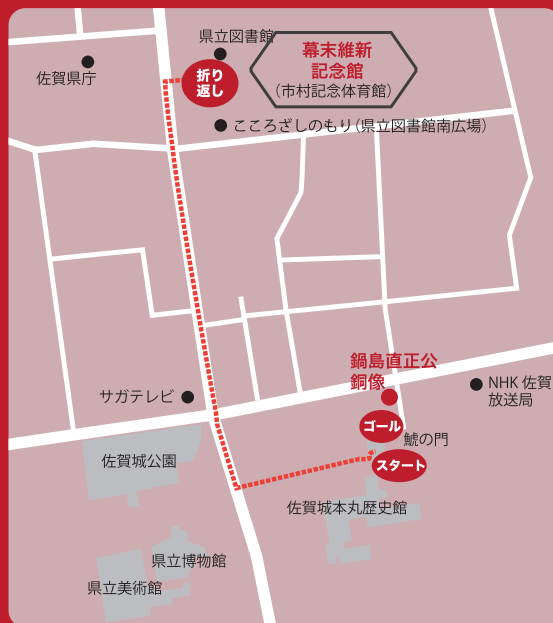 県立図書館
幕末維新
記念館
(市村記念体育館)
佐賀県庁
折り
返し
こころざしのもり(県立図書館南広場)
鍋島直正公
銅像
NHK 佐賀
放送局
サガテレビ
ゴール
鯱の門
スタート
佐賀城公園
佐賀城本丸歴史館
県立博物館
県立美術館